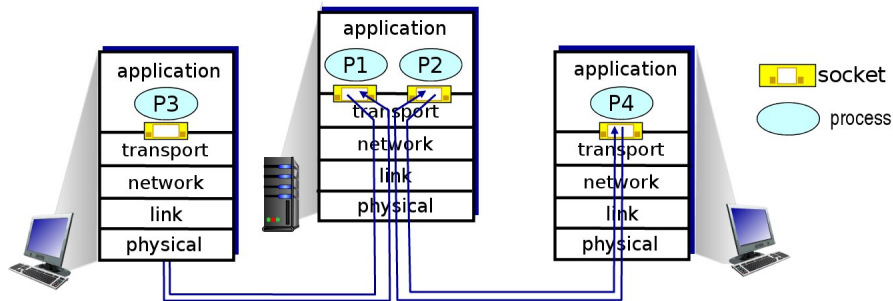 application
P3
transport
network
link
physical
application
P1 P2
transport
network
link
physical
application
P4
transport
network
link
physical
socket
process